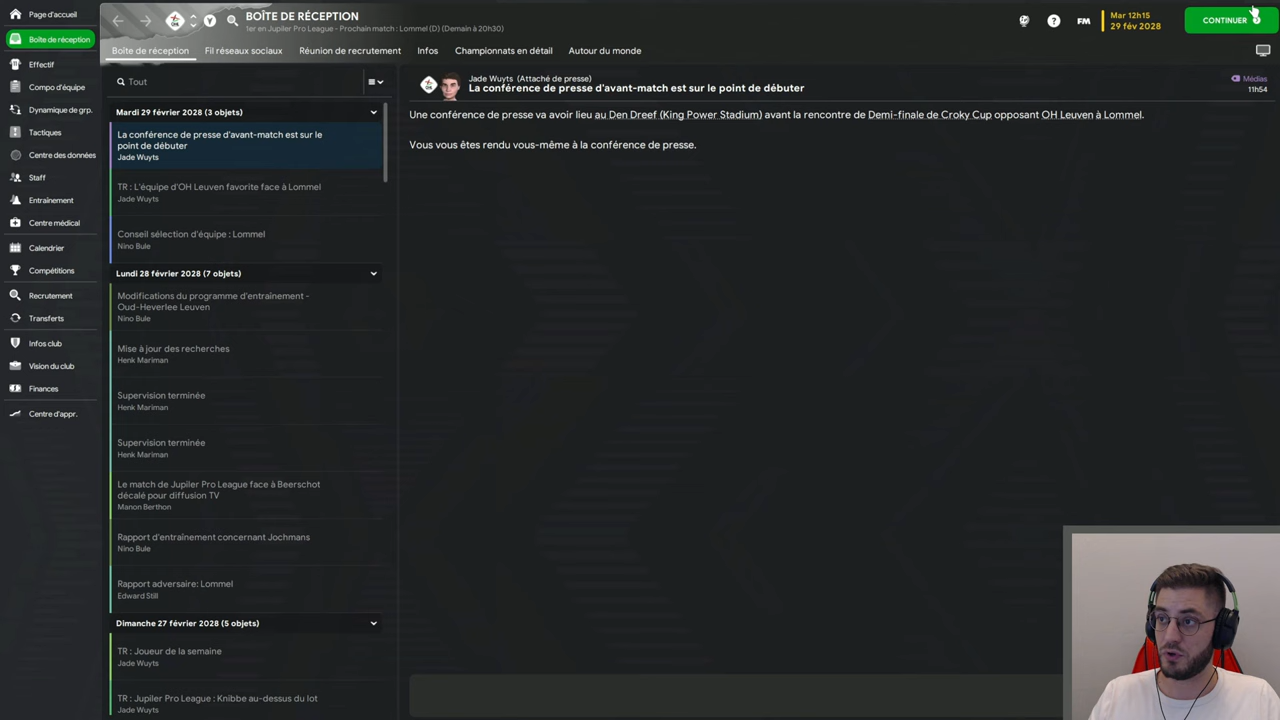 Page d'accueil
Boîte de réception
Effectif
Compo d'équipe
Dynamique de grp.
Tactiques
Centre des données
Staff
Entraînement
Centre médical
Calendrier
Compétitions
Recrutement
Transferts
Infos club
Vision du club
Finances
Centre d'appr.
BOÎTE DE RÉCEPTION
1er en Jupiler Pro League - Prochain match : Lommel (D) (Demain à 20h30)
FM
Mar 12h15
29 fév 2028
CONTINUER
Boîte de réception
Fil réseaux sociaux
Réunion de recrutement
Infos
Championnats en détail
Autour du monde
Tout
Mardi 29 février 2028 (3 objets)
La conférence de presse d'avant-match est sur le
point de débuter
Jade Wuyts
TR : L'équipe d'OH Leuven favorite face à Lommel
Jade Wuyts
Conseil sélection d'équipe : Lommel
Nino Bule
Lundi 28 février 2028 (7 objets)
Modifications du programme d'entraînement -
Oud-Heverlee Leuven
Nino Bule
Mise à jour des recherches
Henk Mariman
Supervision terminée
Henk Mariman
Supervision terminée
Henk Mariman
Le match de Jupiler Pro League face à Beerschot
décalé pour diffusion TV
Manon Berthon
Rapport d'entraînement concernant Jochmans
Nino Bule
Rapport adversaire: Lommel
Edward Still
Dimanche 27 février 2028 (5 objets)
TR : Joueur de la semaine
Jade Wuyts
TR : Jupiler Pro League : Knibbe au-dessus du lot
Jade Wuyts
Jade Wuyts (Attaché de presse)
La conférence de presse d'avant-match est sur le point de débuter
Médias
11h54
Une conférence de presse va avoir lieu au Den Dreef (King Power Stadium) avant la rencontre de Demi-finale de Croky Cup opposant OH Leuven à Lommel.
Vous vous êtes rendu vous-même à la conférence de presse.